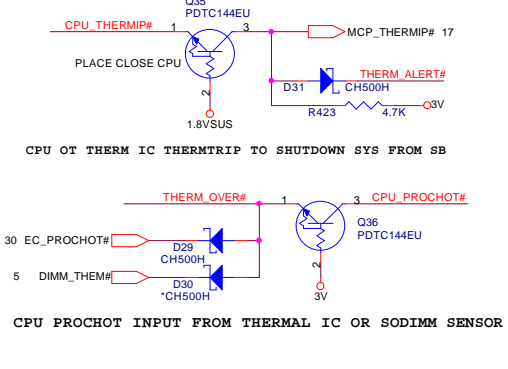 Q35
PDTC144EU
CPU_THERMIP#
1
3
MCP_THERMIP# 17
PLACE CLOSE CPU
THERM_ALERT#
D31
CH500H
2
R423
4.7K
3V
1.8VSUS
CPU OT THERM IC THERMTRIP TO SHUTDOWN SYS FROM SB
THERM_OVER#
1
3
CPU_PROCHOT#
Q36
PDTC144EU
30 EC_PROCHOT#
D29
CH500H
2
5 DIMM_THEM#
D30
*CH500H
3V
CPU PROCHOT INPUT FROM THERMAL IC OR SODIMM SENSOR